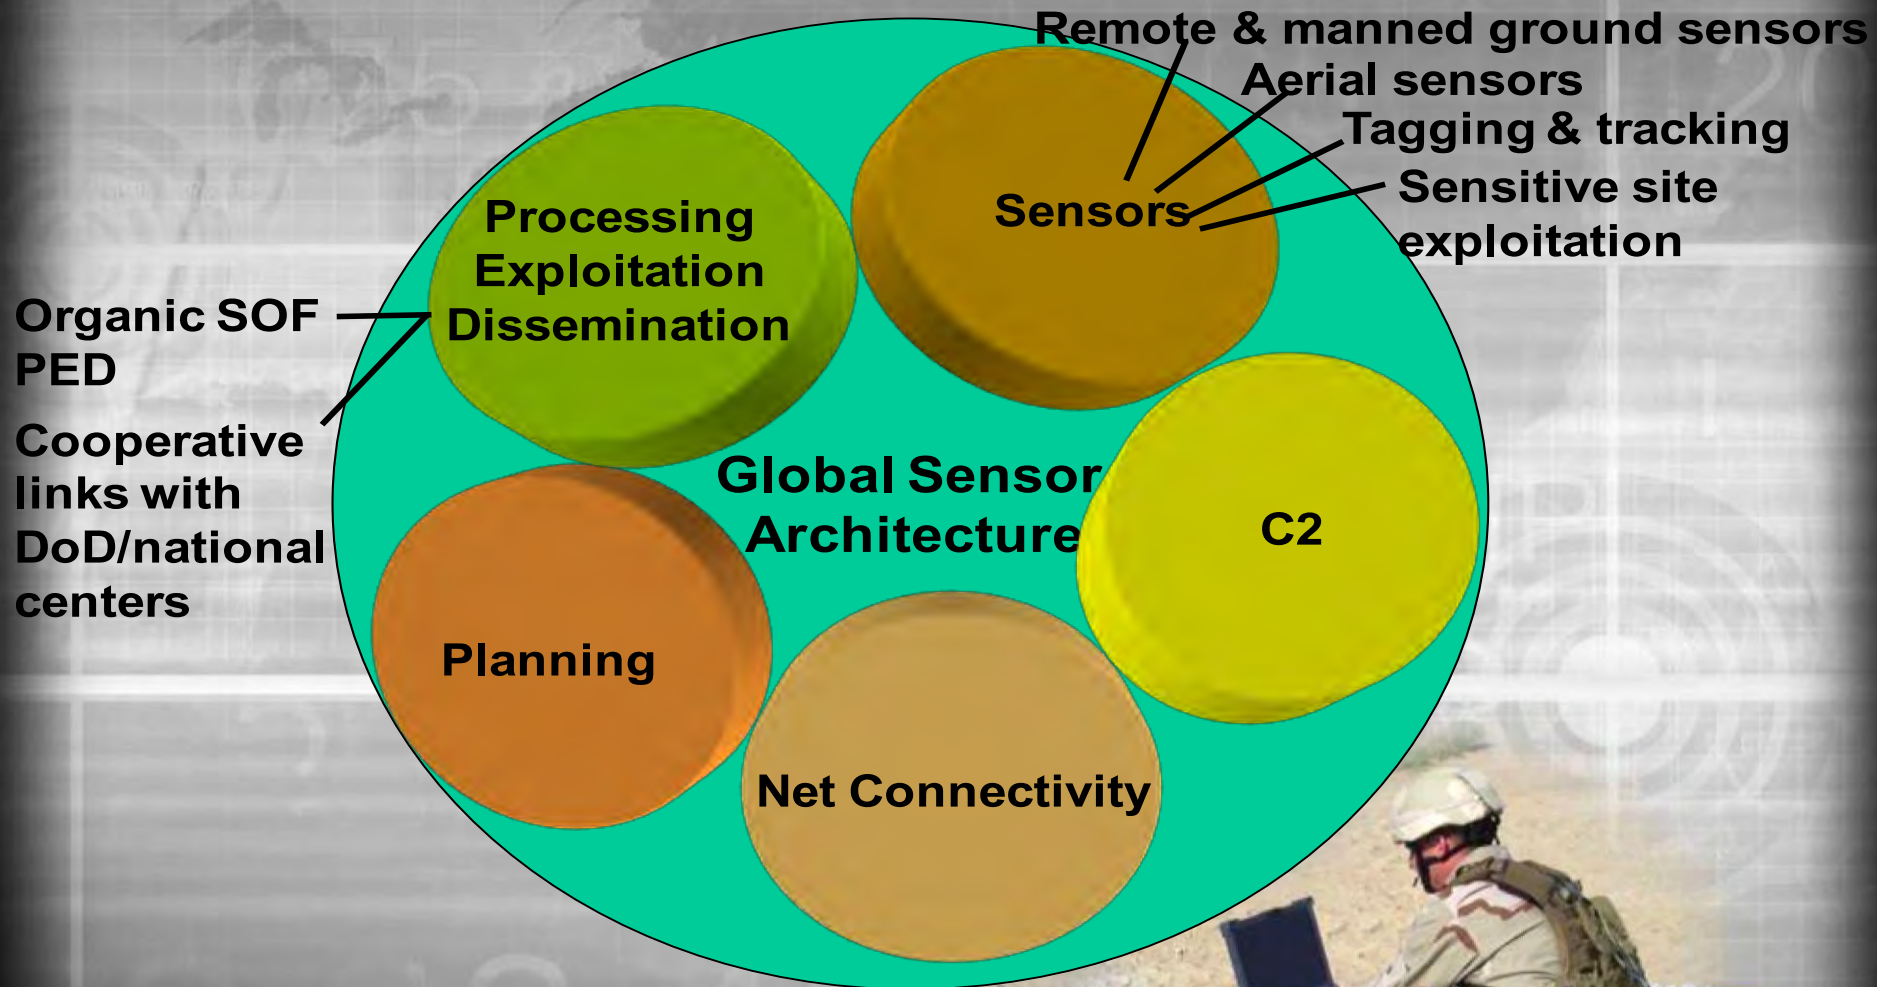 Remote & manned ground sensors
Aerial sensors
Tagging & tracking
Sensitive site
exploitation
Sensors
Processing
Exploitation
Dissemination
Organic SOF
PED
Cooperative
links with
DoD/national
centers
Global Sensor
Architecture
C2
Planning
Net Connectivity